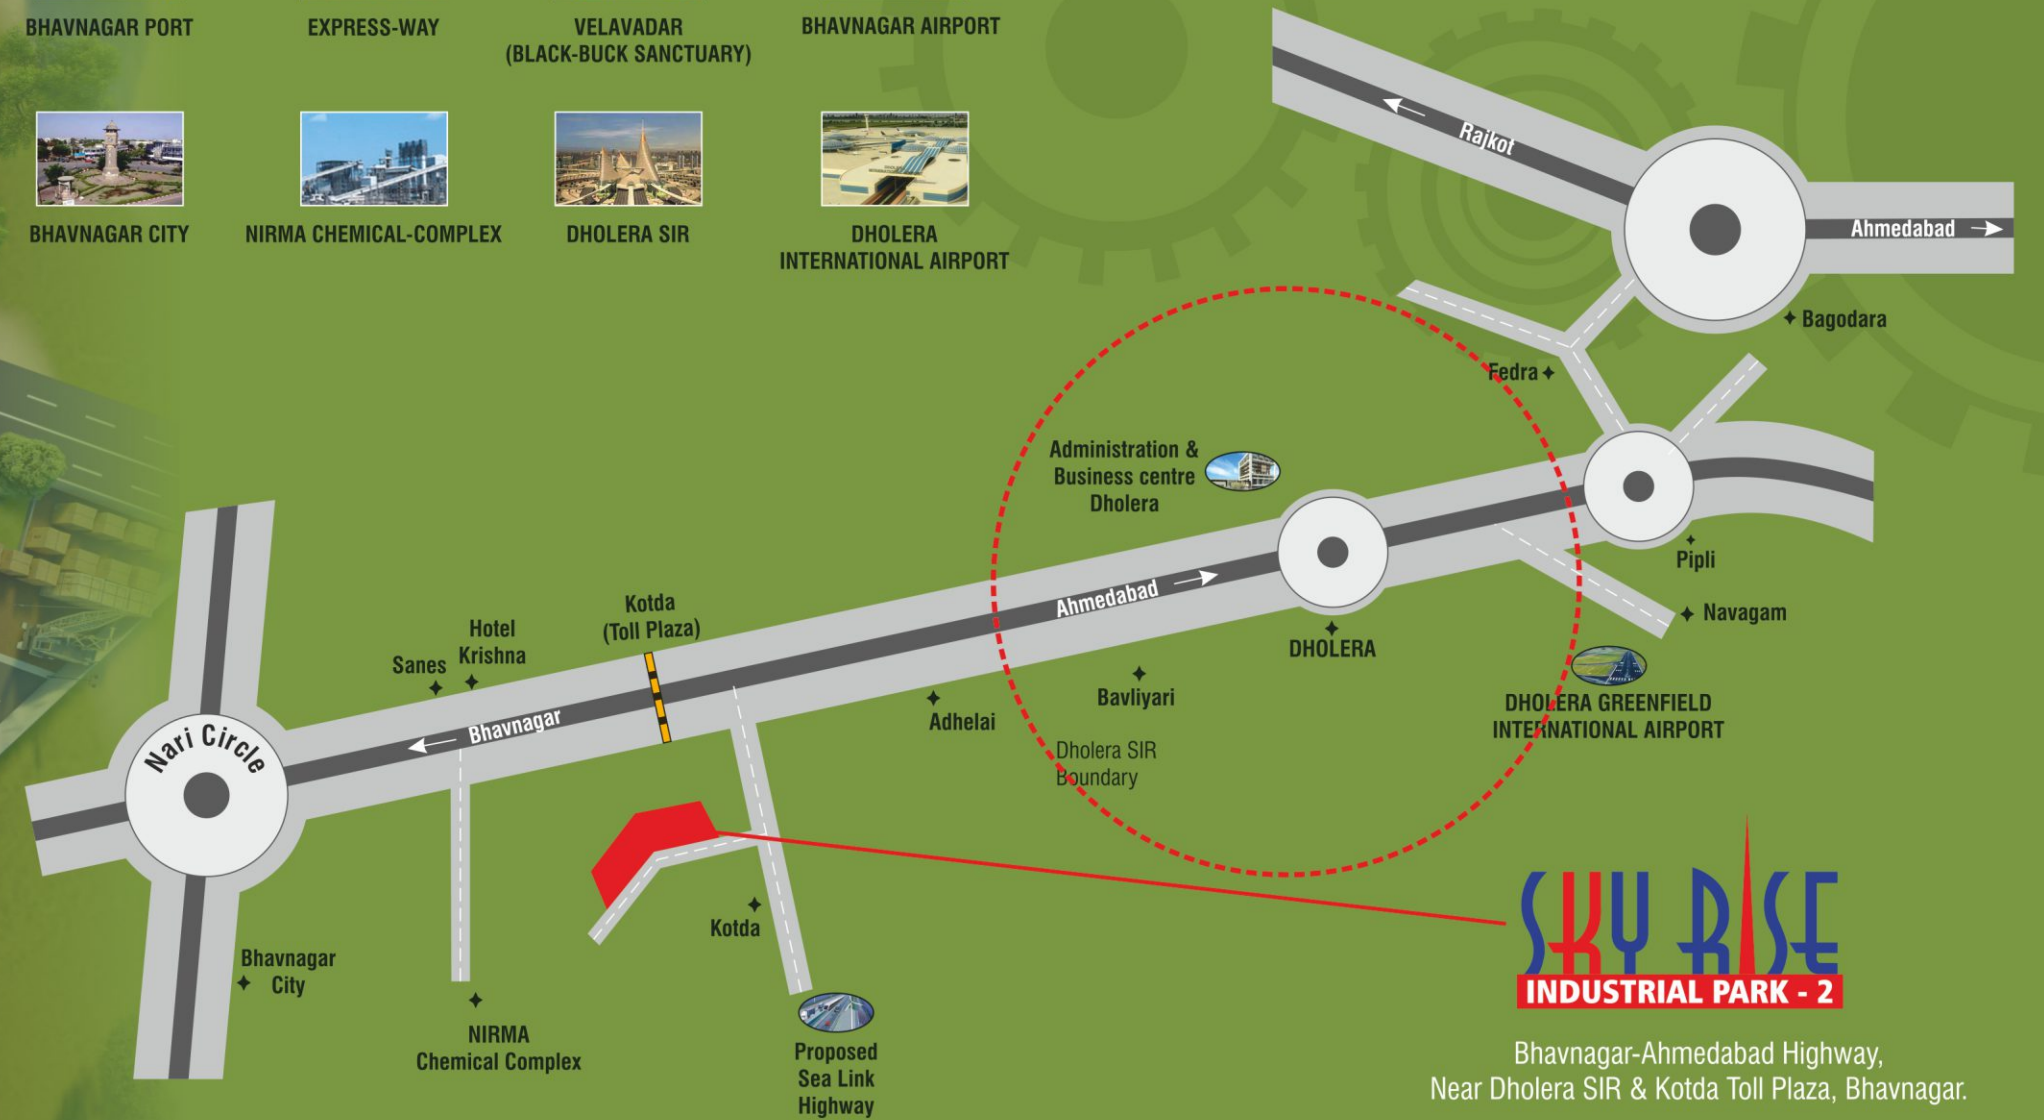 BHAVNAGAR PORT
EXPRESS-WAY
VELAVADAR
(BLACK-BUCK SANCTUARY)
BHAVNAGAR AIRPORT
BHAVNAGAR CITY
NIRMA CHEMICAL-COMPLEX
DHOLERA SIR
DHOLERA
INTERNATIONAL AIRPORT
Rajkot
Ahmedabad
Bagodara
Fedra
Administration &
Business centre
Dholera
Pipli
Navagam
Ahmedabad
DHOLERA
DHOLERA GREENFIELD
INTERNATIONAL AIRPORT
Kotda
(Toll Plaza)
Hotel
Krishna
Sanes
Bhavnagar
Adhelai
Bavliyari
Dholera SIR
Boundary
Nari Circle
Kotda
Bhavnagar
City
NIRMA
Chemical Complex
Proposed
Sea Link
Highway
SKY RISE
INDUSTRIAL PARK - 2
Bhavnagar-Ahmedabad Highway,
Near Dholera SIR & Kotda Toll Plaza, Bhavnagar.